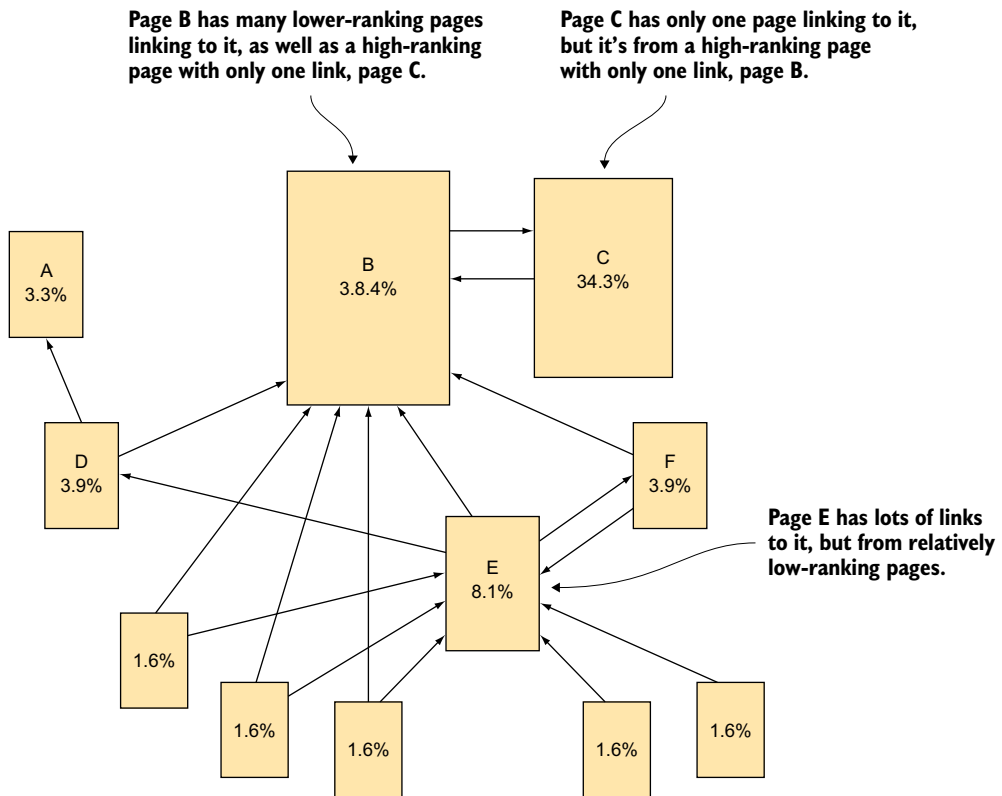 Page B has many lower-ranking pages
linking to it, as well as a high-ranking
page with only one link, page C.
Page C has only one page linking to it,
but it's from a high-ranking page
with only one link, page B.
A
3.3%
B
3.8.4%
C
34.3%
D
3.9%
F
3.9%
Page E has lots of links
to it, but from relatively
low-ranking pages.
E
8.1%
1.6%
1.6%
1.6%
1.6%
1.6%